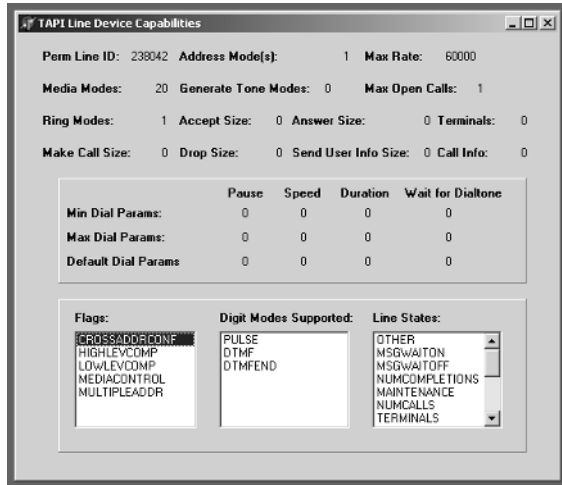 TAPI Line Device Capabilities
Perm Line ID: 238042 Address Mode(s): 1 Max Rate: 60000
Media Modes: 20 Generate Tone Modes: 0 Max Open Calls: 1
Ring Modes: 1 Accept Size: 0 Answer Size: 0 Terminals: 0
Make Call Size: 0 Drop Size: 0 Send User Info Size: 0 Call Info: 0
Pause Speed Duration Wait for Dialtone
Min Dial Params: 0 0 0 0
Max Dial Params: 0 0 0 0
Default Dial Params 0 0 0 0
Flags:
CROSSADDRCONF
HIGHLEVCOMP
LOWLEVCOMP
MEDIACONTROL
MULTIPLEADDR
Digit Modes Supported:
PULSE
DTMF
DTMFEND
Line States:
OTHER
MSGWAITON
MSGWAITOFF
NUMCOMPLETIONS
MAINTENANCE
NUMCALLS
TERMINALS